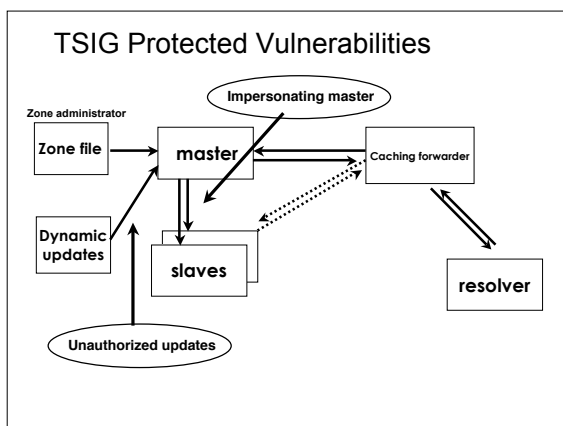 TSIG Protected Vulnerabilities
Impersonating master
Zone administrator
Zone file
master
Caching forwarder
Dynamic
updates
slaves
resolver
Unauthorized updates